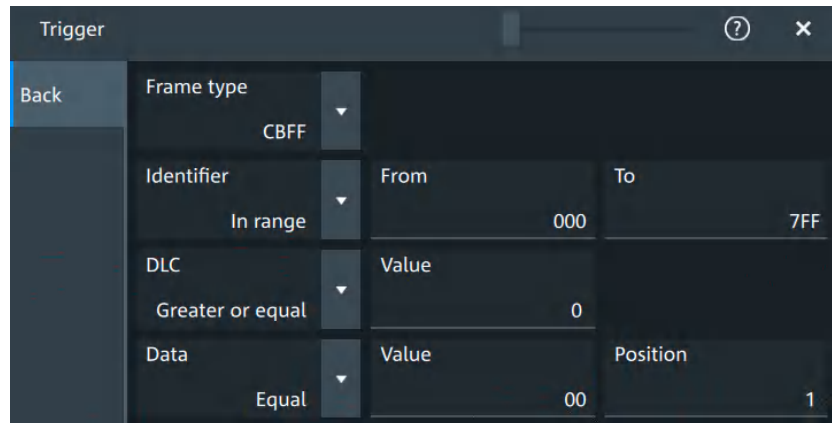 Trigger ?
Back
Frame type
CBFF
Identifier From To
In range 000 7FF
DLC Value
Greater or equal 0
Data Value Position
Equal 00 1